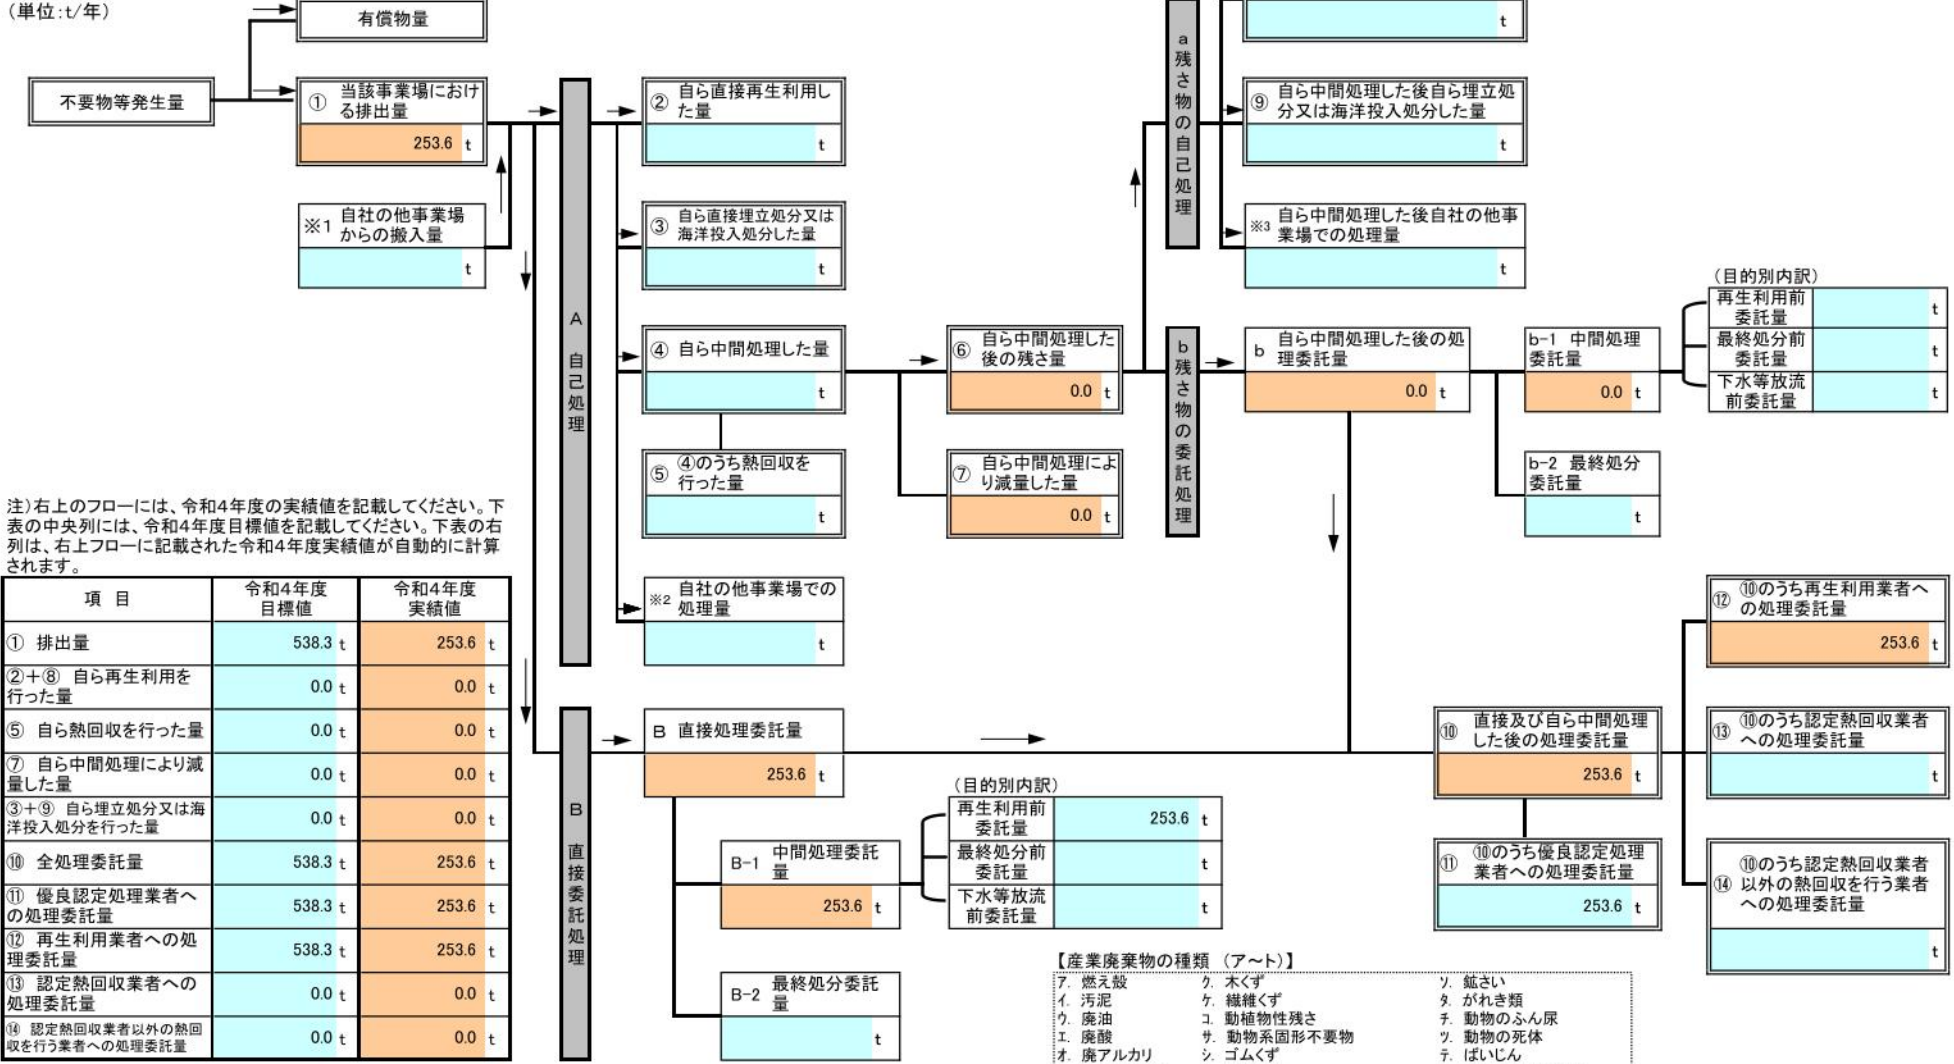 (単位:t/年)
有償物量
不要物等発生量
① 当該事業場におけ
る排出量
253.6 t
※1 自社の他事業場
からの搬入量
t
A 自己処理
② 自ら直接再生利用し
た量
t
③ 自ら直接埋立処分又は
海洋投入処分した量
t
④ 自ら中間処理した量
t
⑤ ④のうち熱回収を
行った量
t
※2 自社の他事業場での
処理量
t
⑥ 自ら中間処理した
後の残さ量
0.0 t
⑦ 自ら中間処理によ
り減量した量
0.0 t
a残さ物の自己処理
t
⑨ 自ら中間処理した後自ら埋立処
分又は海洋投入処分した量
t
※3 自ら中間処理した後自社の他事
業場での処理量
t
b残さ物の委託処理
b 自ら中間処理した後の処
理委託量
0.0 t
b-1 中間処理
委託量
0.0 t
(目的別内訳)
再生利用前
委託量
t
最終処分前
委託量
t
下水等放流
前委託量
t
b-2 最終処分
委託量
t
注)右上のフローには、令和4年度の実績値を記載してください。下
表の中央列には、令和4年度目標値を記載してください。下表の右
列は、右上フローに記載された令和4年度実績値が自動的に計算
されます。
項 目
令和4年度
目標値
令和4年度
実績値
① 排出量 538.3 t 253.6 t
②+⑧ 自ら再生利用を
行った量 0.0 t 0.0 t
⑤ 自ら熱回収を行った量 0.0 t 0.0 t
⑦ 自ら中間処理により減
量した量 0.0 t 0.0 t
③+⑨ 自ら埋立処分又は海
洋投入処分を行った量 0.0 t 0.0 t
⑩ 全処理委託量 538.3 t 253.6 t
⑪ 優良認定処理業者へ
の処理委託量 538.3 t 253.6 t
⑫ 再生利用業者への処
理委託量 538.3 t 253.6 t
⑬ 認定熱回収業者への
処理委託量 0.0 t 0.0 t
⑭ 認定熱回収業者以外の熱回
収を行う業者への処理委託量 0.0 t 0.0 t
B 直接委託処理
B 直接処理委託量
253.6 t
B-1 中間処理委託
量
253.6 t
(目的別内訳)
再生利用前
委託量
253.6 t
最終処分前
委託量
t
下水等放流
前委託量
t
B-2 最終処分委託
量
t
⑩ 直接及び自ら中間処理
した後の処理委託量
253.6 t
⑪ ⑩のうち優良認定処理
業者への処理委託量
253.6 t
⑫ ⑩のうち再生利用業者へ
の処理委託量
253.6 t
⑬ ⑩のうち認定熱回収業者
への処理委託量
t
⑭ ⑩のうち認定熱回収業者
以外の熱回収を行う業者
への処理委託量
t
【産業廃棄物の種類 (ア~ト)】
ア. 燃え殻 ク. 木くず ソ. 鉱さい
イ. 汚泥 ケ. 繊維くず タ. がれき類
ウ. 廃油 コ. 動植物性残さ チ. 動物のふん尿
エ. 廃酸 サ. 動物系固形不要物 ツ. 動物の死体
オ. 廃アルカリ シ. ゴムくず テ. ばいじん